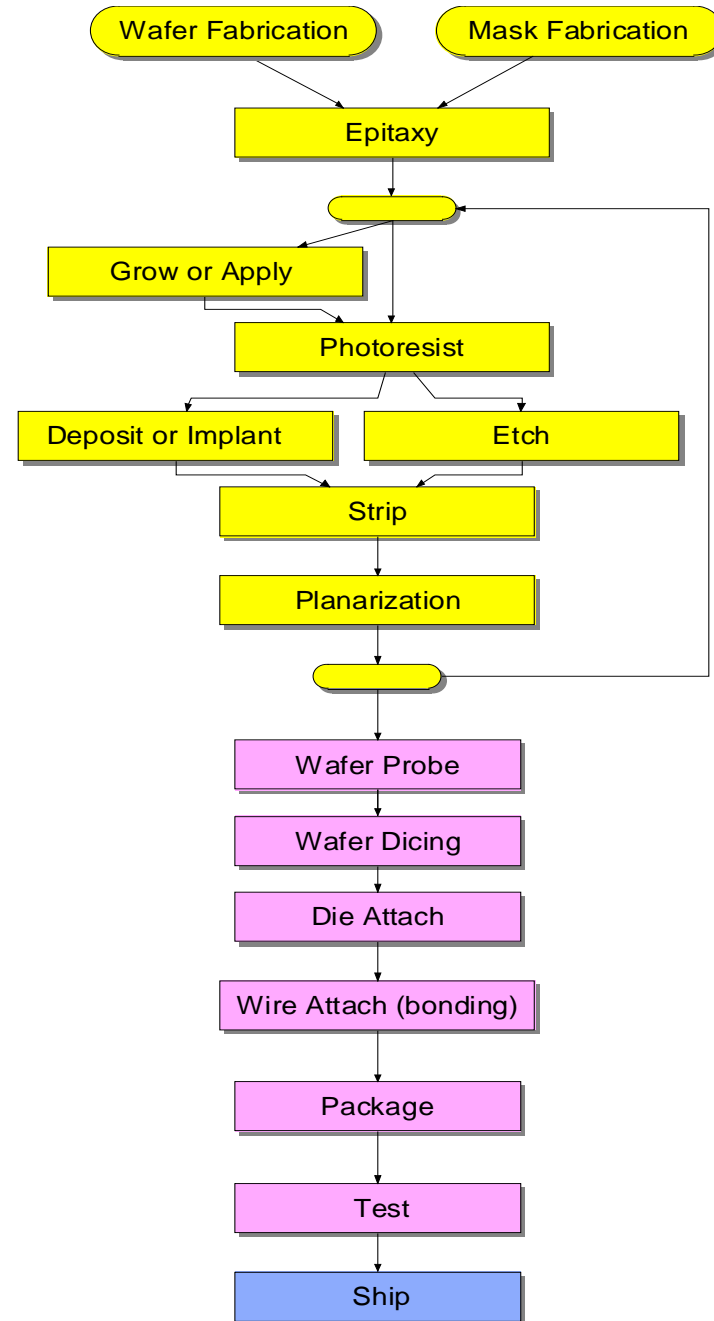 Wafer Fabrication
Mask Fabrication
Epitaxy
Grow or Apply
Photoresist
Deposit or Implant
Etch
Strip
Planarization
Wafer Probe
Wafer Dicing
Die Attach
Wire Attach (bonding)
Package
Test
Ship